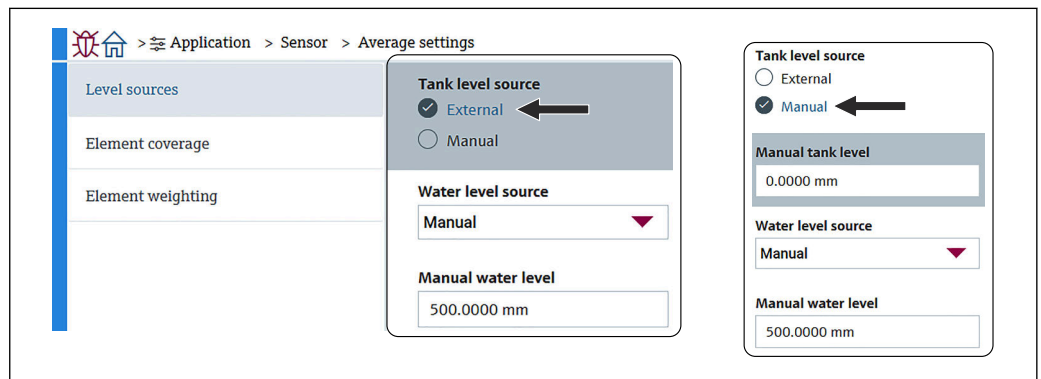 > Application > Sensor > Average settings
Level sources
Element coverage
Element weighting
Tank level source
External
Manual
Water level source
Manual
Manual water level
500.0000 mm
Tank level source
External
Manual
Manual tank level
0.0000 mm
Water level source
Manual
Manual water level
500.0000 mm